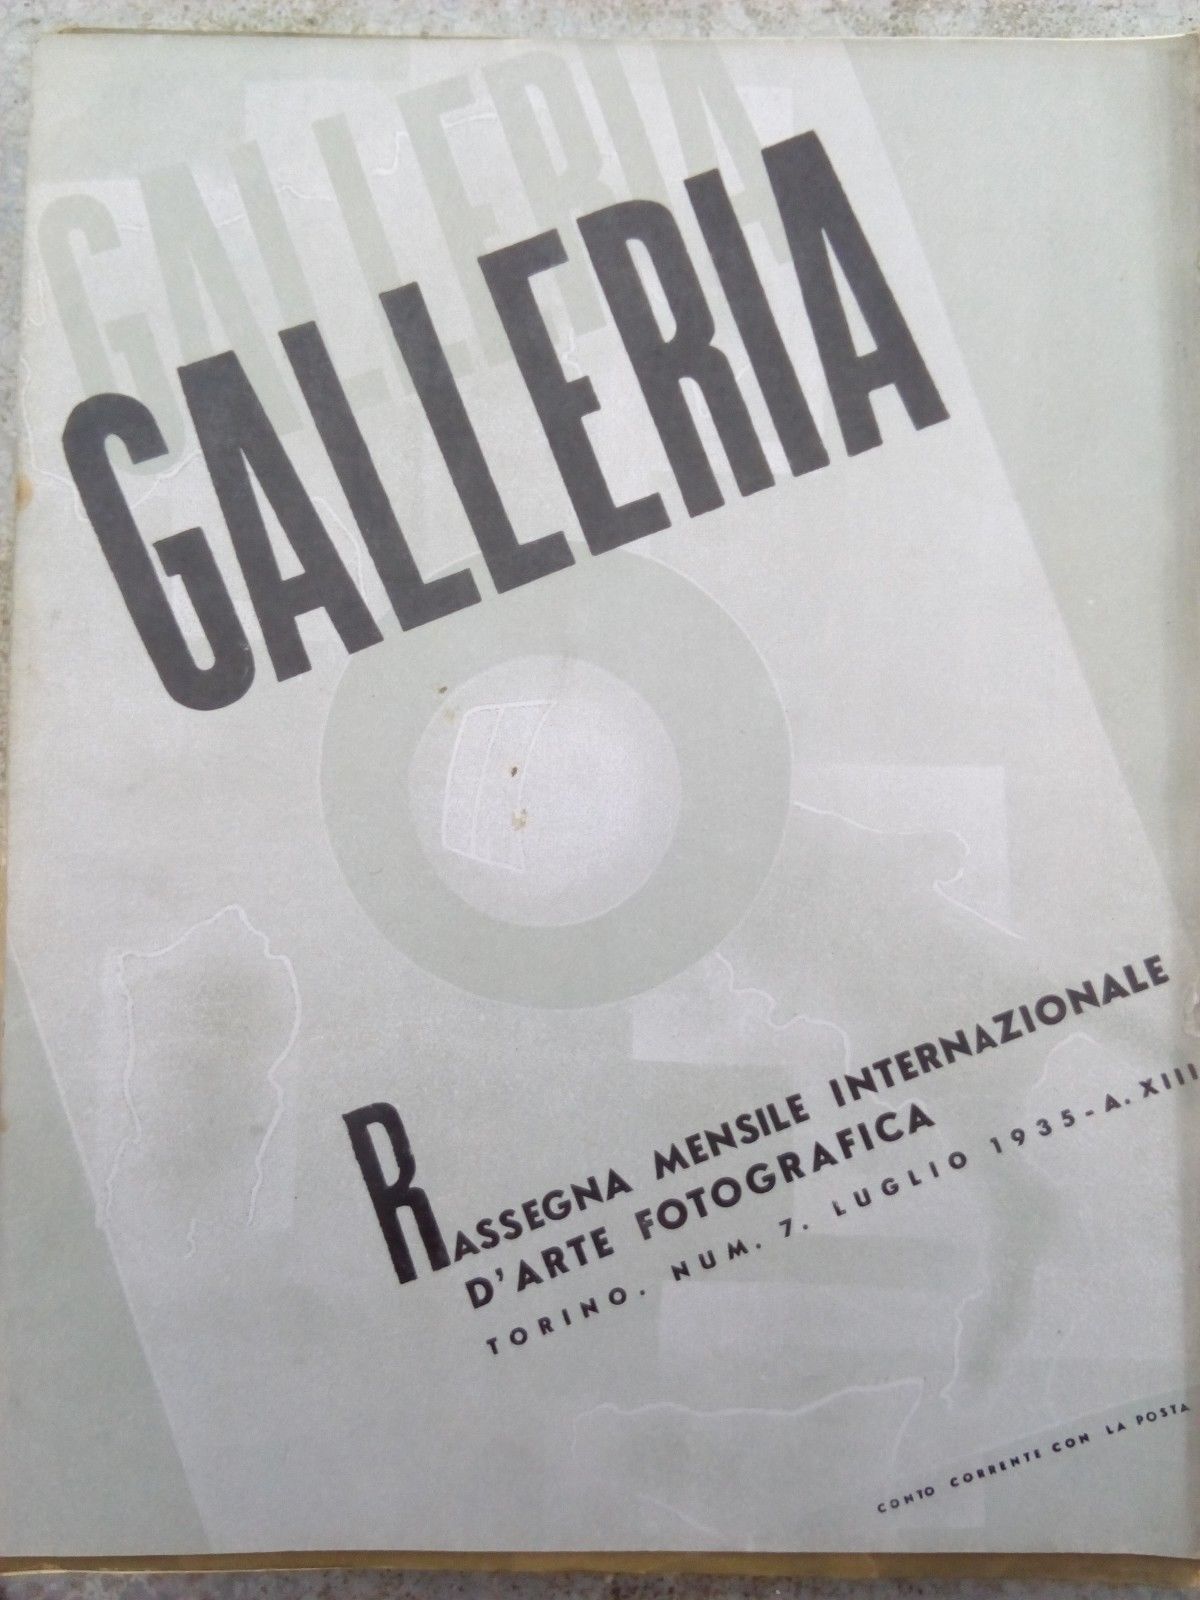 GALLERIA
GALLERIA
RASSEGNA MENSILE INTERNAZIONALE
D'ARTE FOTOGRAFICA
TORINO. NUM. 7. LUGLIO 1935-A. XIII
CONTO CORRENTE CON LA POSTA